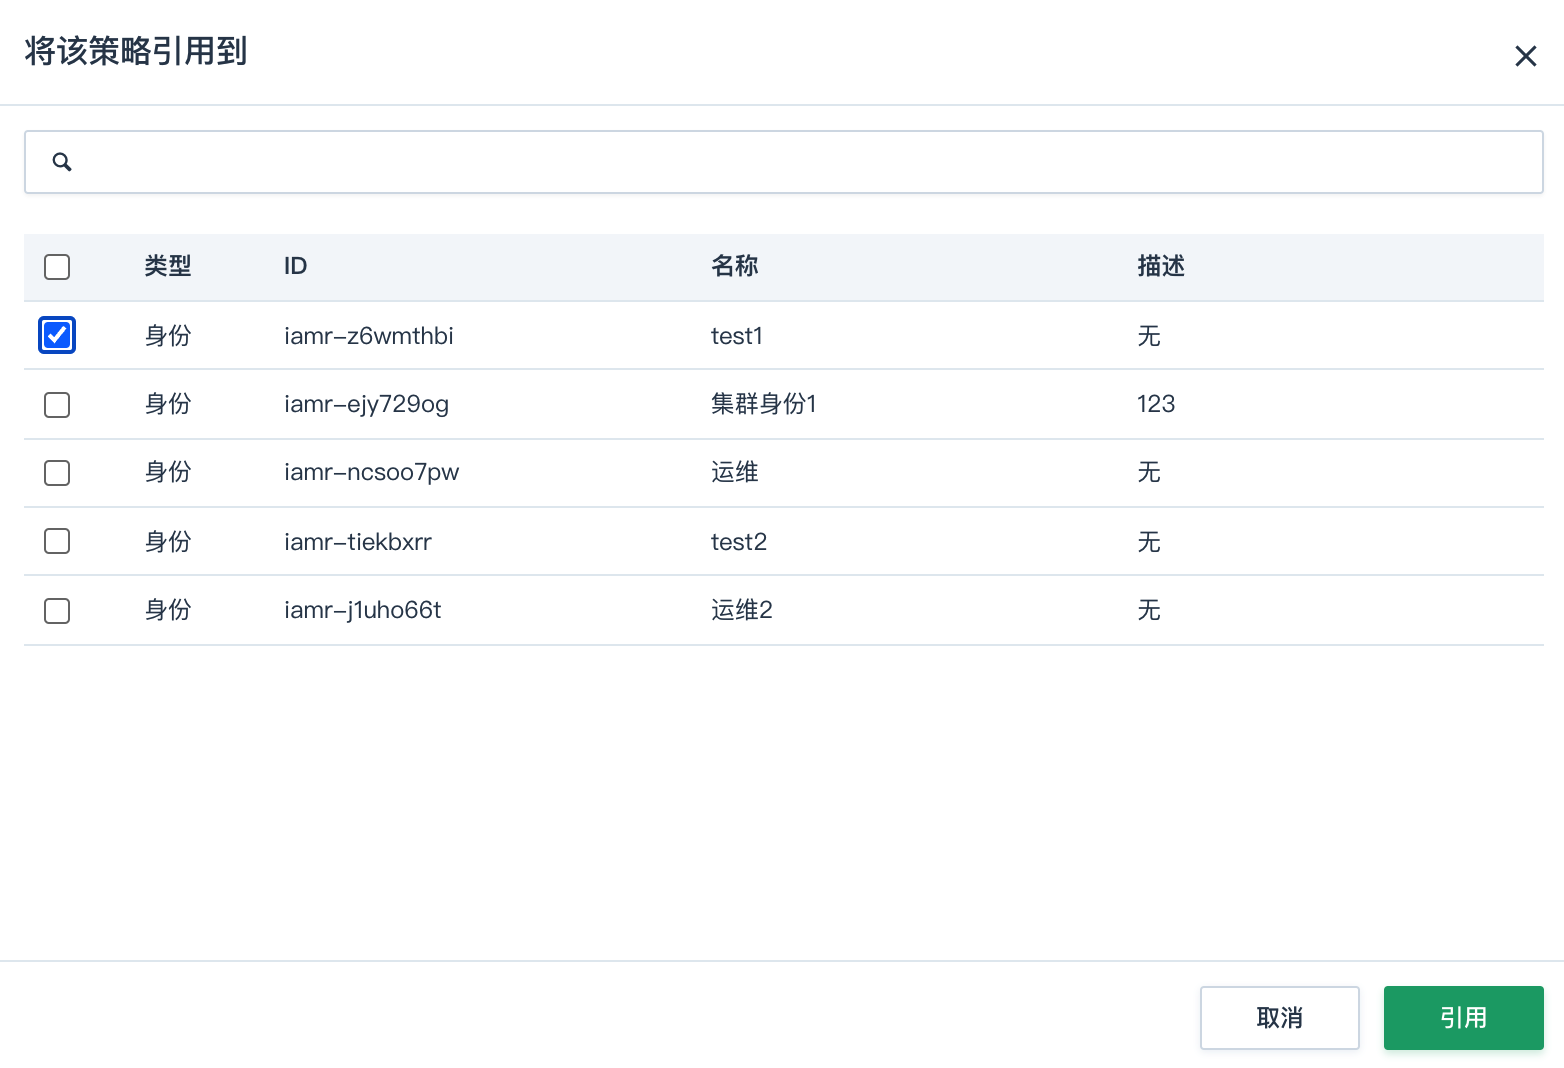 将该策略引用到
类型 ID 名称 描述
身份 iamr-z6wmthbi test1 无
身份 iamr-ejy729og 集群身份1 123
身份 iamr-ncsoo7pw 运维 无
身份 iamr-tiekbxrr test2 无
身份 iamr-j1uho66t 运维2 无
取消 引用